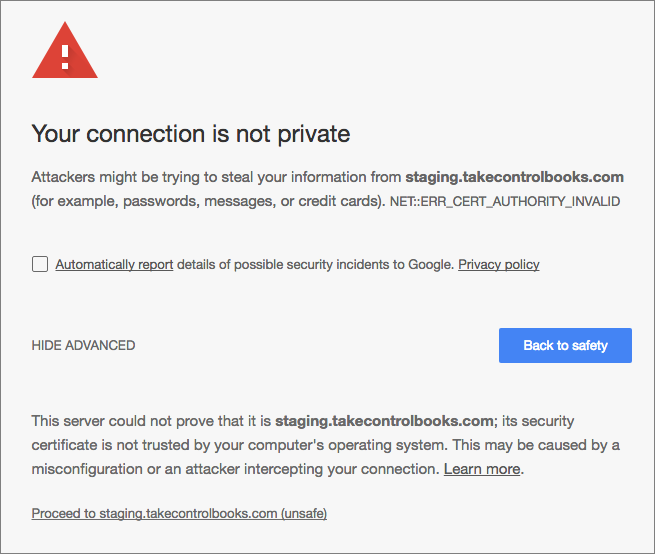 Your connection is not private
Attackers might be trying to steal your information from staging.takecontrolbooks.com
(for example, passwords, messages, or credit cards). NET::ERR_CERT_AUTHORITY_INVALID
Automatically report details of possible security incidents to Google. Privacy policy
HIDE ADVANCED
Back to safety
This server could not prove that it is staging.takecontrolbooks.com; its security
certificate is not trusted by your computer's operating system. This may be caused by a
misconfiguration or an attacker intercepting your connection. Learn more.
Proceed to staging.takecontrolbooks.com (unsafe)